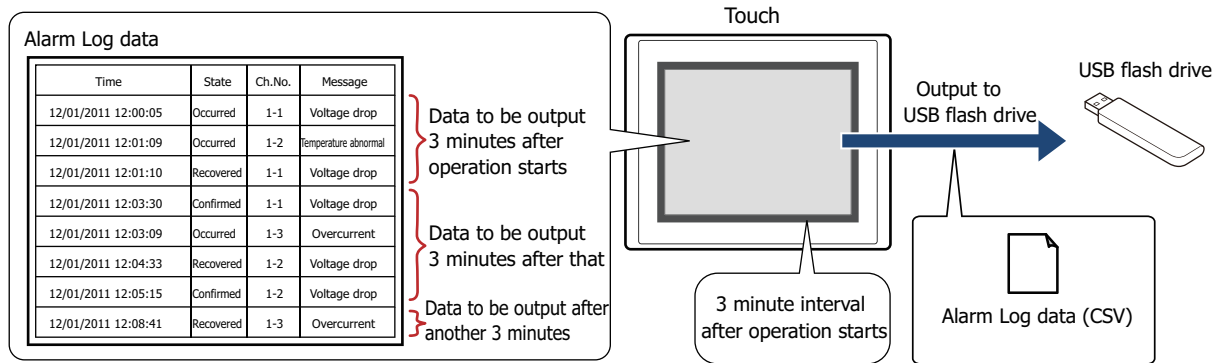 Alarm Log data
Time State Ch.No. Message
12/01/2011 12:00:05 Occurred 1-1 Voltage drop
12/01/2011 12:01:09 Occurred 1-2 Temperature abnormal
12/01/2011 12:01:10 Recovered 1-1 Voltage drop
12/01/2011 12:03:30 Confirmed 1-1 Voltage drop
12/01/2011 12:03:09 Occurred 1-3 Overcurrent
12/01/2011 12:04:33 Recovered 1-2 Voltage drop
12/01/2011 12:05:15 Confirmed 1-2 Voltage drop
12/01/2011 12:08:41 Recovered 1-3 Overcurrent
Data to be output
3 minutes after
operation starts
Data to be output
3 minutes after that
Data to be output after
another 3 minutes
Touch
3 minute interval
after operation starts
Output to
USB flash drive
USB flash drive
Alarm Log data (CSV)